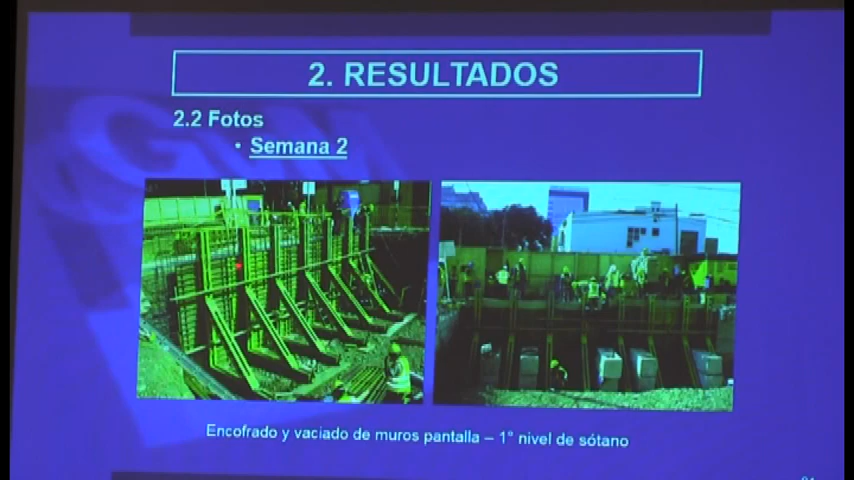 2. RESULTADOS
2.2 Fotos
• Semana 2
Encofrado y vaciado de muros pantalla – 1° nivel de sótano